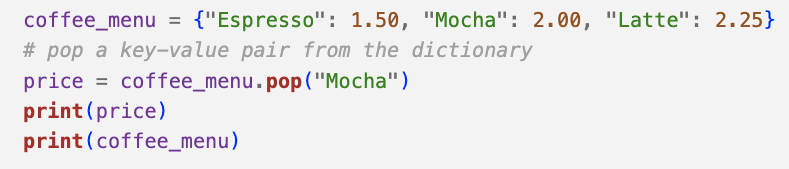 coffee_menu = {"Espresso": 1.50, "Mocha": 2.00, "Latte": 2.25}
# pop a key-value pair from the dictionary
price = coffee_menu.pop("Mocha")
print(price)
print(coffee_menu)